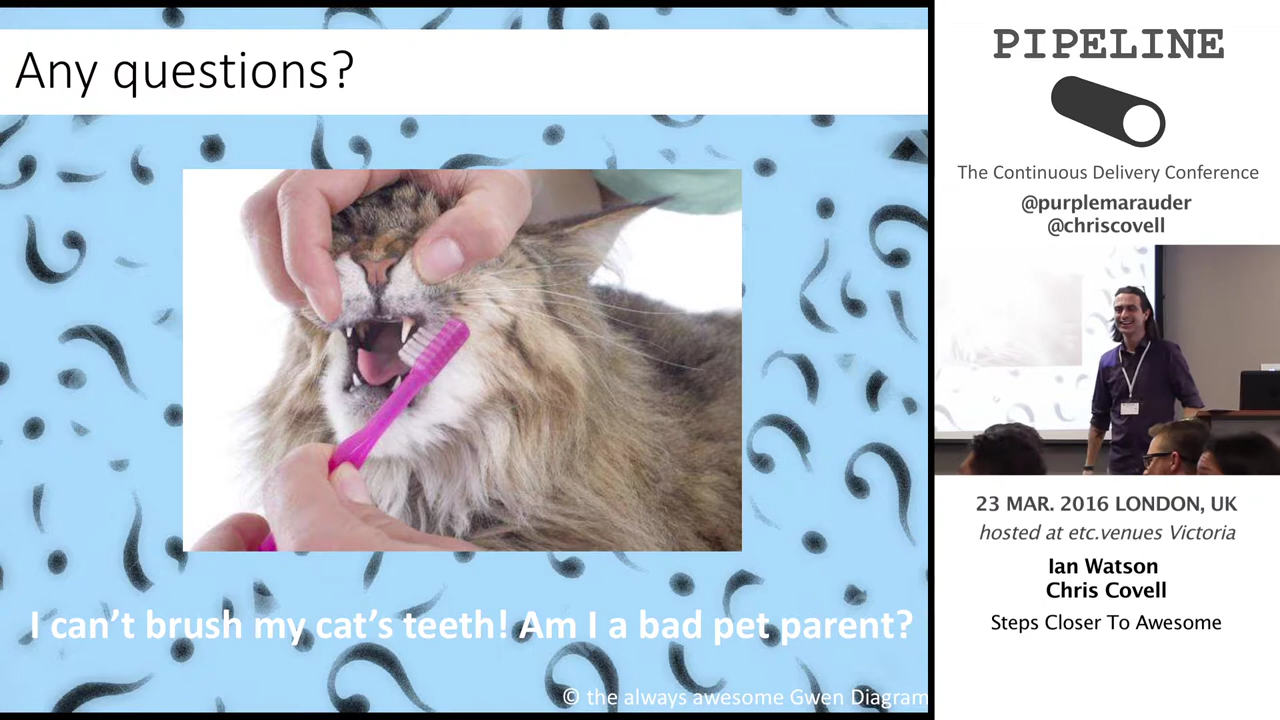 Any questions?
I can't brush my cat's teeth! Am I a bad pet parent?
© the always awesome Gwen Diagram
PIPELINE
The Continuous Delivery Conference
@purplemarauder
@chriscovell
23 MAR. 2016 LONDON, UK
hosted at etc.venues Victoria
Ian Watson
Chris Covell
Steps Closer To Awesome